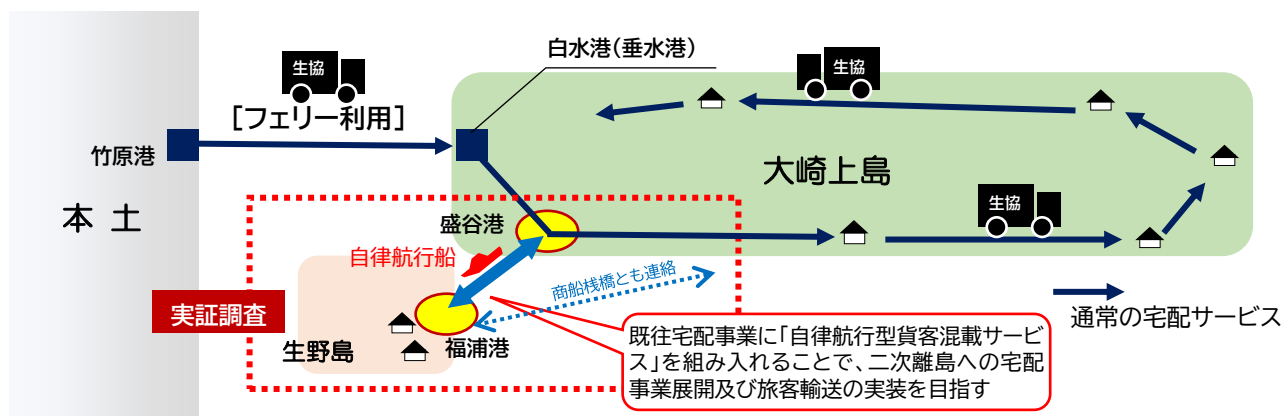 白水港（垂水港）
生協
生協
［フェリー利用］
竹原港
大崎上島
本 土
生協
盛谷港
自律航行船
商船桟橋とも連絡
実証調査
通常の宅配サービス
生野島
福浦港
既往宅配事業に「自律航行型貨客混載サービ
ス」を組み入れることで、二次離島への宅配
事業展開及び旅客輸送の実装を目指す